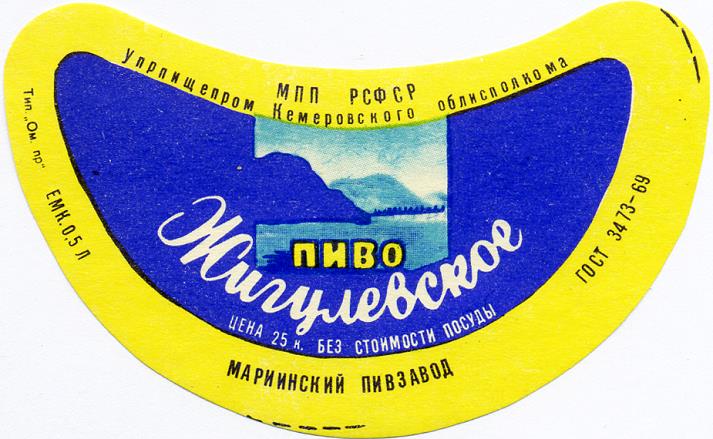 МПП РСФСР
Упрпищепром Кемеровского облисполкома
Тип. „Ом. пр"
ЕМК. 0,5 Л
ГОСТ 3473-69
ПИВО
Жигулевское
ЦЕНА 25 к. БЕЗ СТОИМОСТИ ПОСУДЫ
МАРИИНСКИЙ ПИВЗАВОД